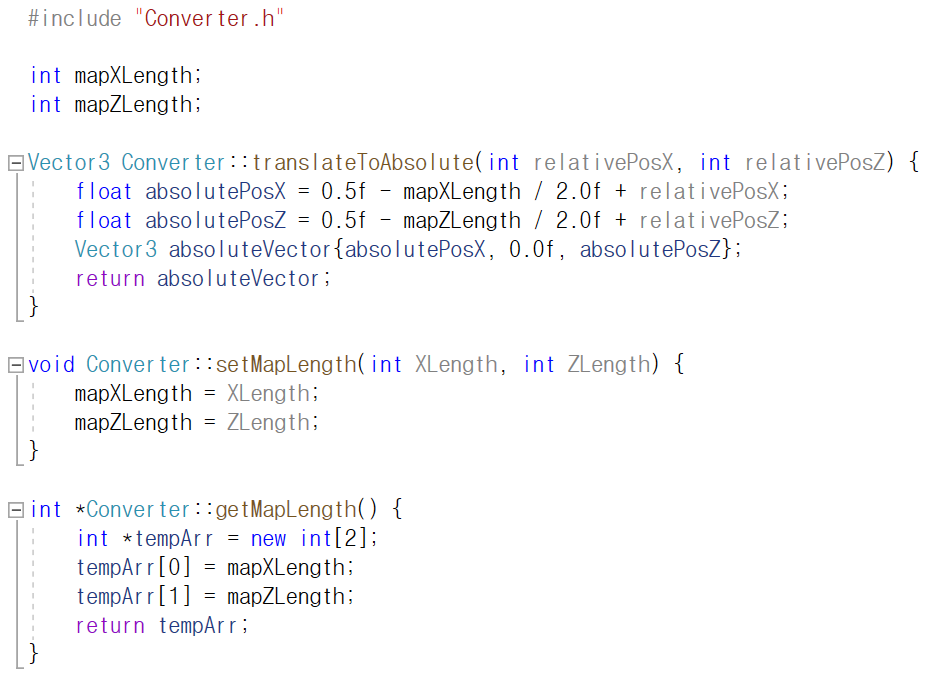 #include "Converter.h"
int mapXLength;
int mapZLength;
Vector3 Converter::translateToAbsolute(int relativePosX, int relativePosZ) {
float absolutePosX = 0.5f - mapXLength / 2.0f + relativePosX;
float absolutePosZ = 0.5f - mapZLength / 2.0f + relativePosZ;
Vector3 absoluteVector{absolutePosX, 0.0f, absolutePosZ};
return absoluteVector;
}
void Converter::setMapLength(int XLength, int ZLength) {
mapXLength = XLength;
mapZLength = ZLength;
}
int *Converter::getMapLength() {
int *tempArr = new int[2];
tempArr[0] = mapXLength;
tempArr[1] = mapZLength;
return tempArr;
}